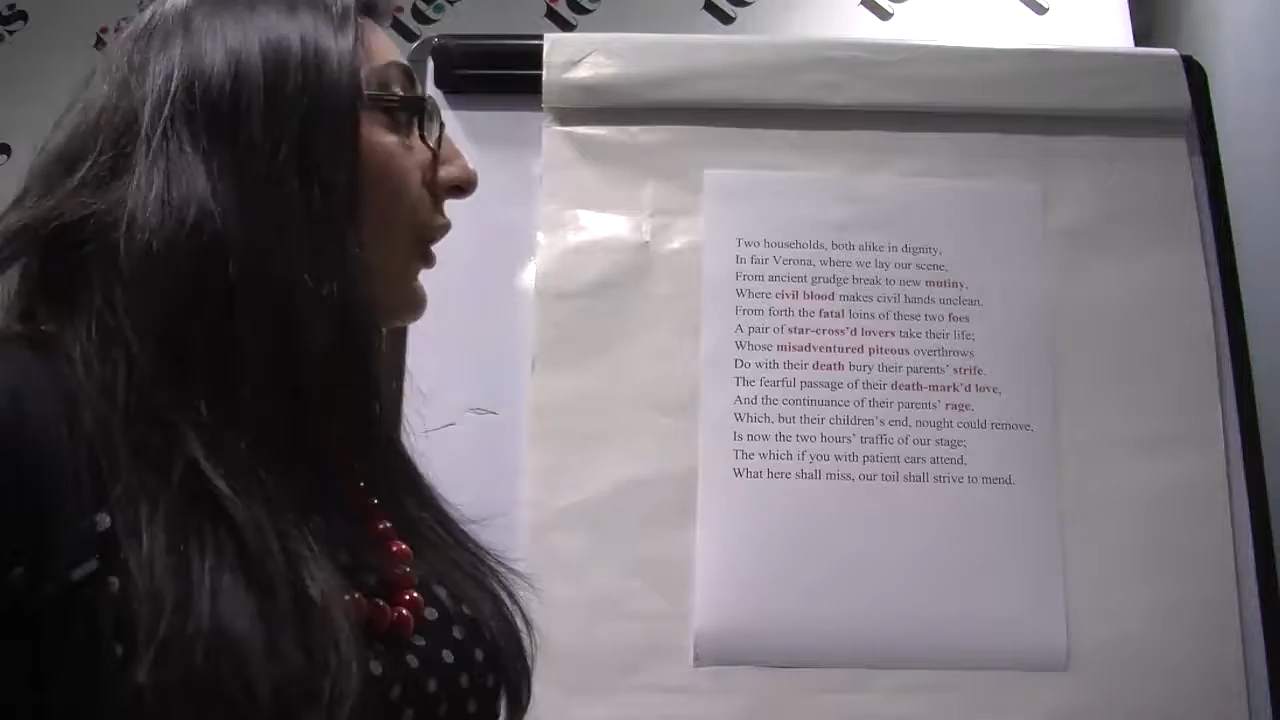 tes tes tes tes tes
Two households, both alike in dignity,
In fair Verona, where we lay our scene,
From ancient grudge break to new mutiny,
Where civil blood makes civil hands unclean.
From forth the fatal loins of these two foes
A pair of star-cross'd lovers take their life;
Whose misadventured piteous overthrows
Do with their death bury their parents' strife.
The fearful passage of their death-mark'd love,
And the continuance of their parents' rage,
Which, but their children's end, nought could remove,
Is now the two hours' traffic of our stage;
The which if you with patient ears attend,
What here shall miss, our toil shall strive to mend.